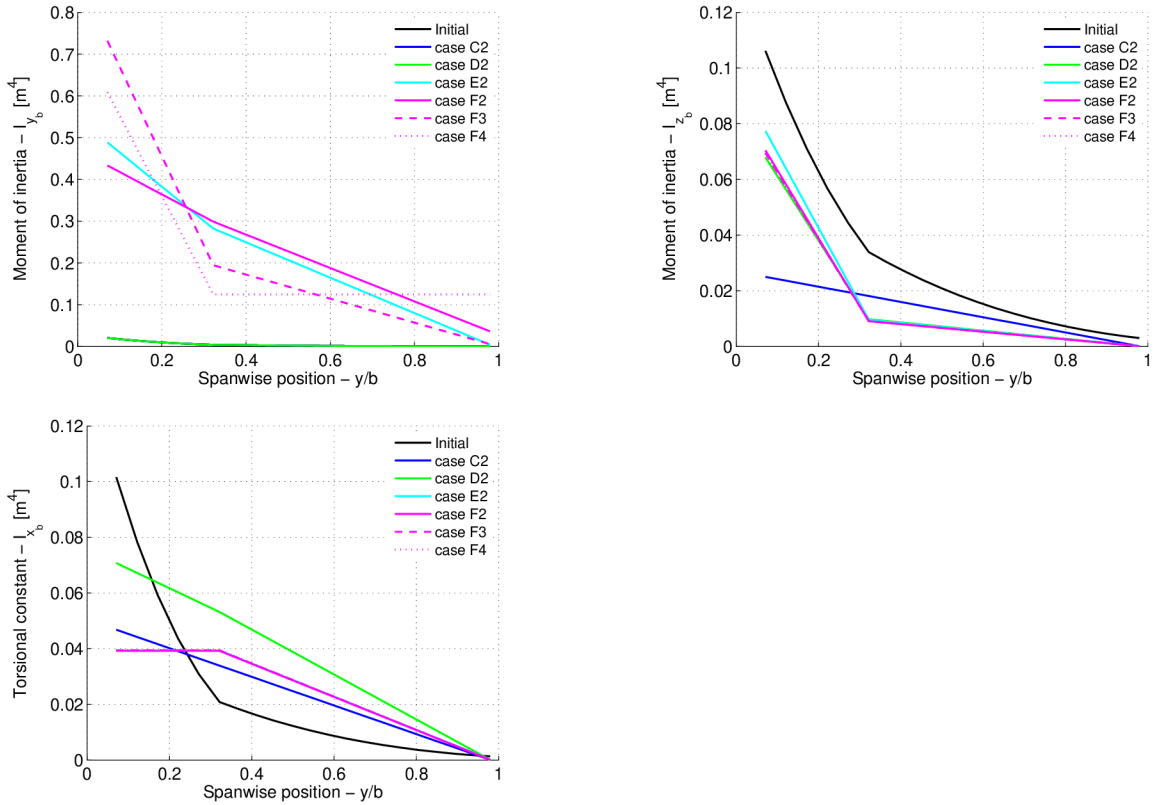 0.8
0.7
0.6
0.5
0.4
0.3
0.2
0.1
0
Moment of inertia − I_{y_b} [m^4]
0 0.2 0.4 0.6 0.8 1
Spanwise position − y/b
Initial
case C2
case D2
case E2
case F2
case F3
case F4
0.12
0.1
0.08
0.06
0.04
0.02
0
Moment of inertia − I_{z_b} [m^4]
0 0.2 0.4 0.6 0.8 1
Spanwise position − y/b
Initial
case C2
case D2
case E2
case F2
case F3
case F4
0.12
0.1
0.08
0.06
0.04
0.02
0
Torsional constant − I_{x_b} [m^4]
0 0.2 0.4 0.6 0.8 1
Spanwise position − y/b
Initial
case C2
case D2
case E2
case F2
case F3
case F4